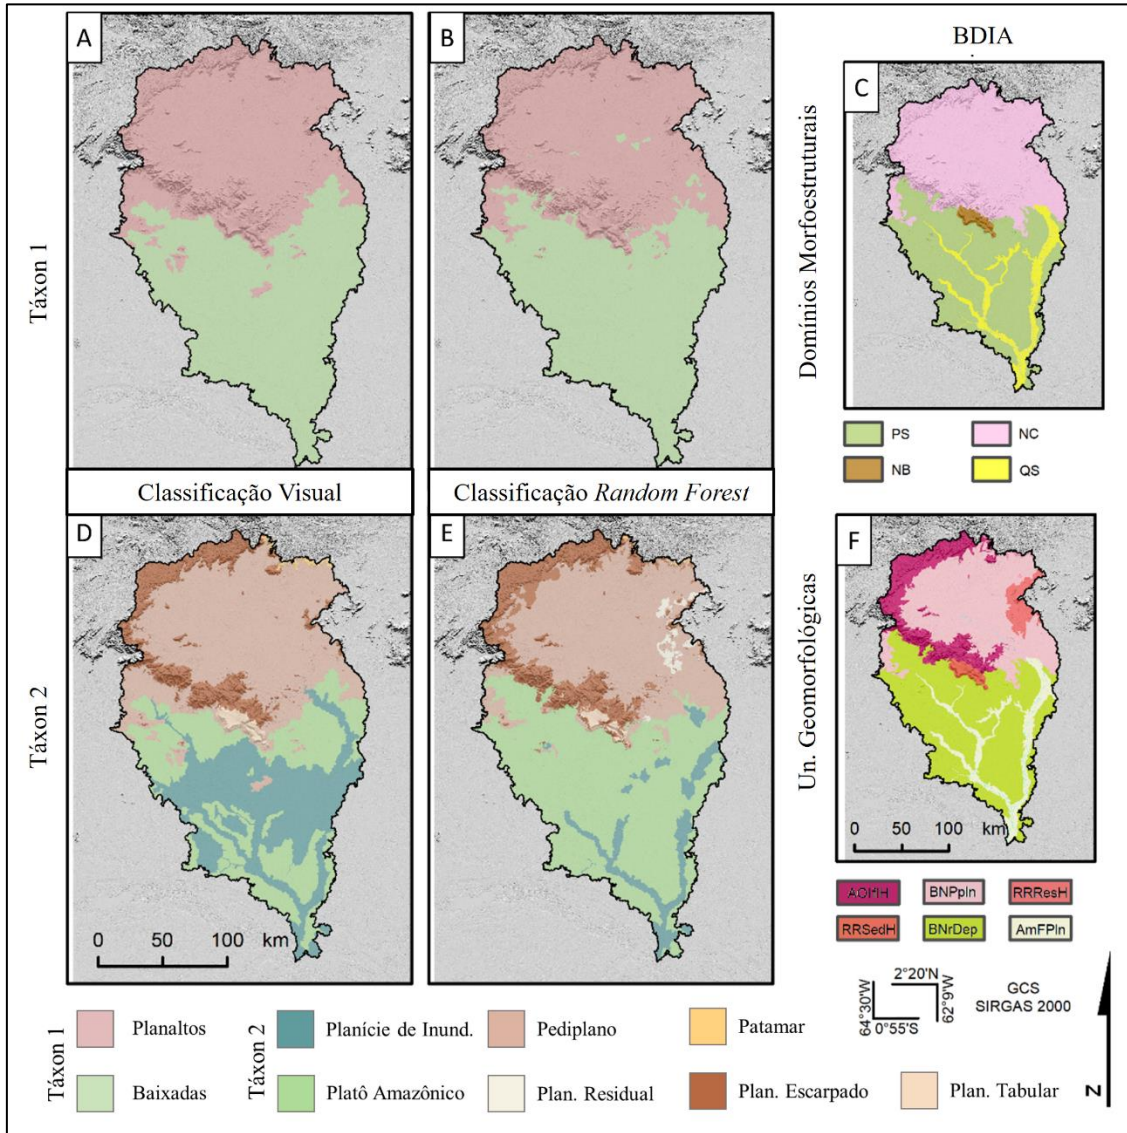 A
B
BDIA
C
Táxon 1
Domínios Morfoestruturais
PS
NC
NB
QS
Classificação Visual
Classificação Random Forest
D
E
F
Táxon 2
Un. Geomorfológicas
0 50 100 km
0 50 100 km
BNPpln
RRResH
RRSedH
BNrDep
AmFPln
2°20'N
64°30'W
62°9'W
0°55'S
GCS
SIRGAS 2000
N
Táxon 1
Planaltos
Baixadas
Táxon 2
Planície de Inund.
Pediplano
Patamar
Platô Amazônico
Plan. Residual
Plan. Escarpado
Plan. Tabular